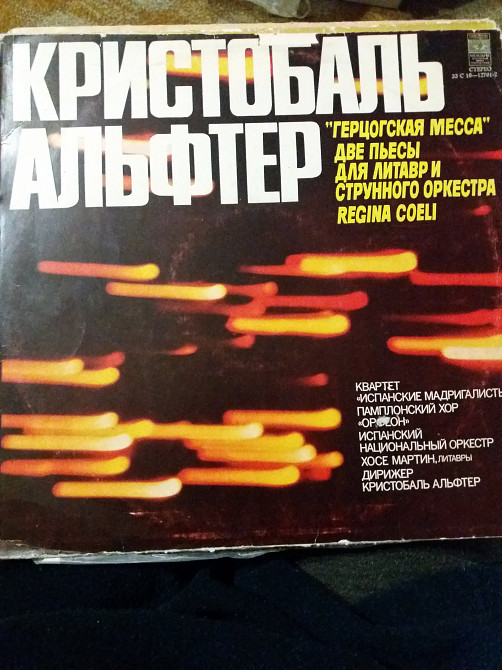 КРИСТОБАЛЬ
АЛЬФТЕР
СТЕРЕО
"ГЕРЦОГСКАЯ МЕССА"
ДВЕ ПЬЕСЫ
ДЛЯ ЛИТАВР И
СТРУННОГО ОРКЕСТРА
REGINA COELI
КВАРТЕТ
«ИСПАНСКИЕ МАДРИГАЛИСТЫ
ПАМПЛОНСКИЙ ХОР
«ОРФЕОН»
ИСПАНСКИЙ
НАЦИОНАЛЬНЫЙ ОРКЕСТР
ХОСЕ МАРТИН, ЛИТАВРЫ
ДИРИЖЕР
КРИСТОБАЛЬ АЛЬФТЕР